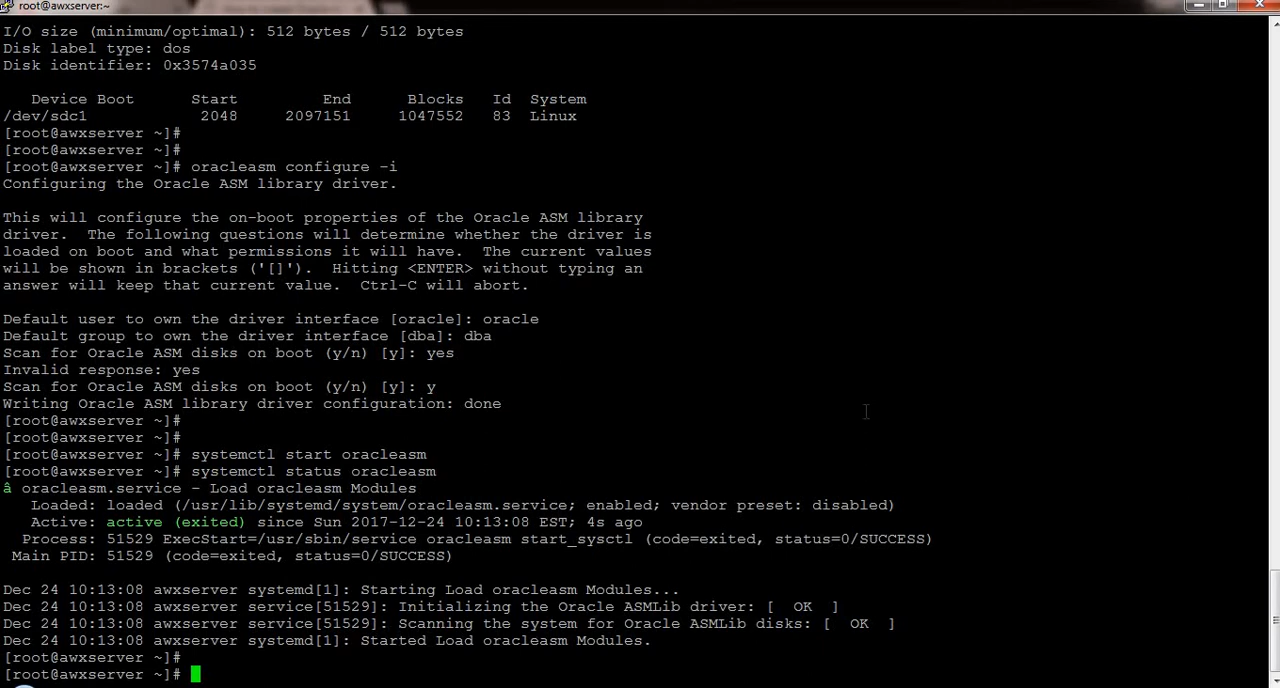 root@awxserver:~
I/O size (minimum/optimal): 512 bytes / 512 bytes
Disk label type: dos
Disk identifier: 0x3574a035
Device Boot Start End Blocks Id System
/dev/sdc1 2048 2097151 1047552 83 Linux
[root@awxserver ~]#
[root@awxserver ~]#
[root@awxserver ~]# oracleasm configure -i
Configuring the Oracle ASM library driver.
This will configure the on-boot properties of the Oracle ASM library
driver. The following questions will determine whether the driver is
loaded on boot and what permissions it will have. The current values
will be shown in brackets ('[]'). Hitting <ENTER> without typing an
answer will keep that current value. Ctrl-C will abort.
Default user to own the driver interface [oracle]: oracle
Default group to own the driver interface [dba]: dba
Scan for Oracle ASM disks on boot (y/n) [y]: yes
Invalid response: yes
Scan for Oracle ASM disks on boot (y/n) [y]: y
Writing Oracle ASM library driver configuration: done
[root@awxserver ~]#
[root@awxserver ~]#
[root@awxserver ~]# systemctl start oracleasm
[root@awxserver ~]# systemctl status oracleasm
â oracleasm.service - Load oracleasm Modules
Loaded: loaded (/usr/lib/systemd/system/oracleasm.service; enabled; vendor preset: disabled)
Active: active (exited) since Sun 2017-12-24 10:13:08 EST; 4s ago
Process: 51529 ExecStart=/usr/sbin/service oracleasm start_sysctl (code=exited, status=0/SUCCESS)
Main PID: 51529 (code=exited, status=0/SUCCESS)
Dec 24 10:13:08 awxserver systemd[1]: Starting Load oracleasm Modules...
Dec 24 10:13:08 awxserver service[51529]: Initializing the Oracle ASMLib driver: [ OK ]
Dec 24 10:13:08 awxserver service[51529]: Scanning the system for Oracle ASMLib disks: [ OK ]
Dec 24 10:13:08 awxserver systemd[1]: Started Load oracleasm Modules.
[root@awxserver ~]#
[root@awxserver ~]#